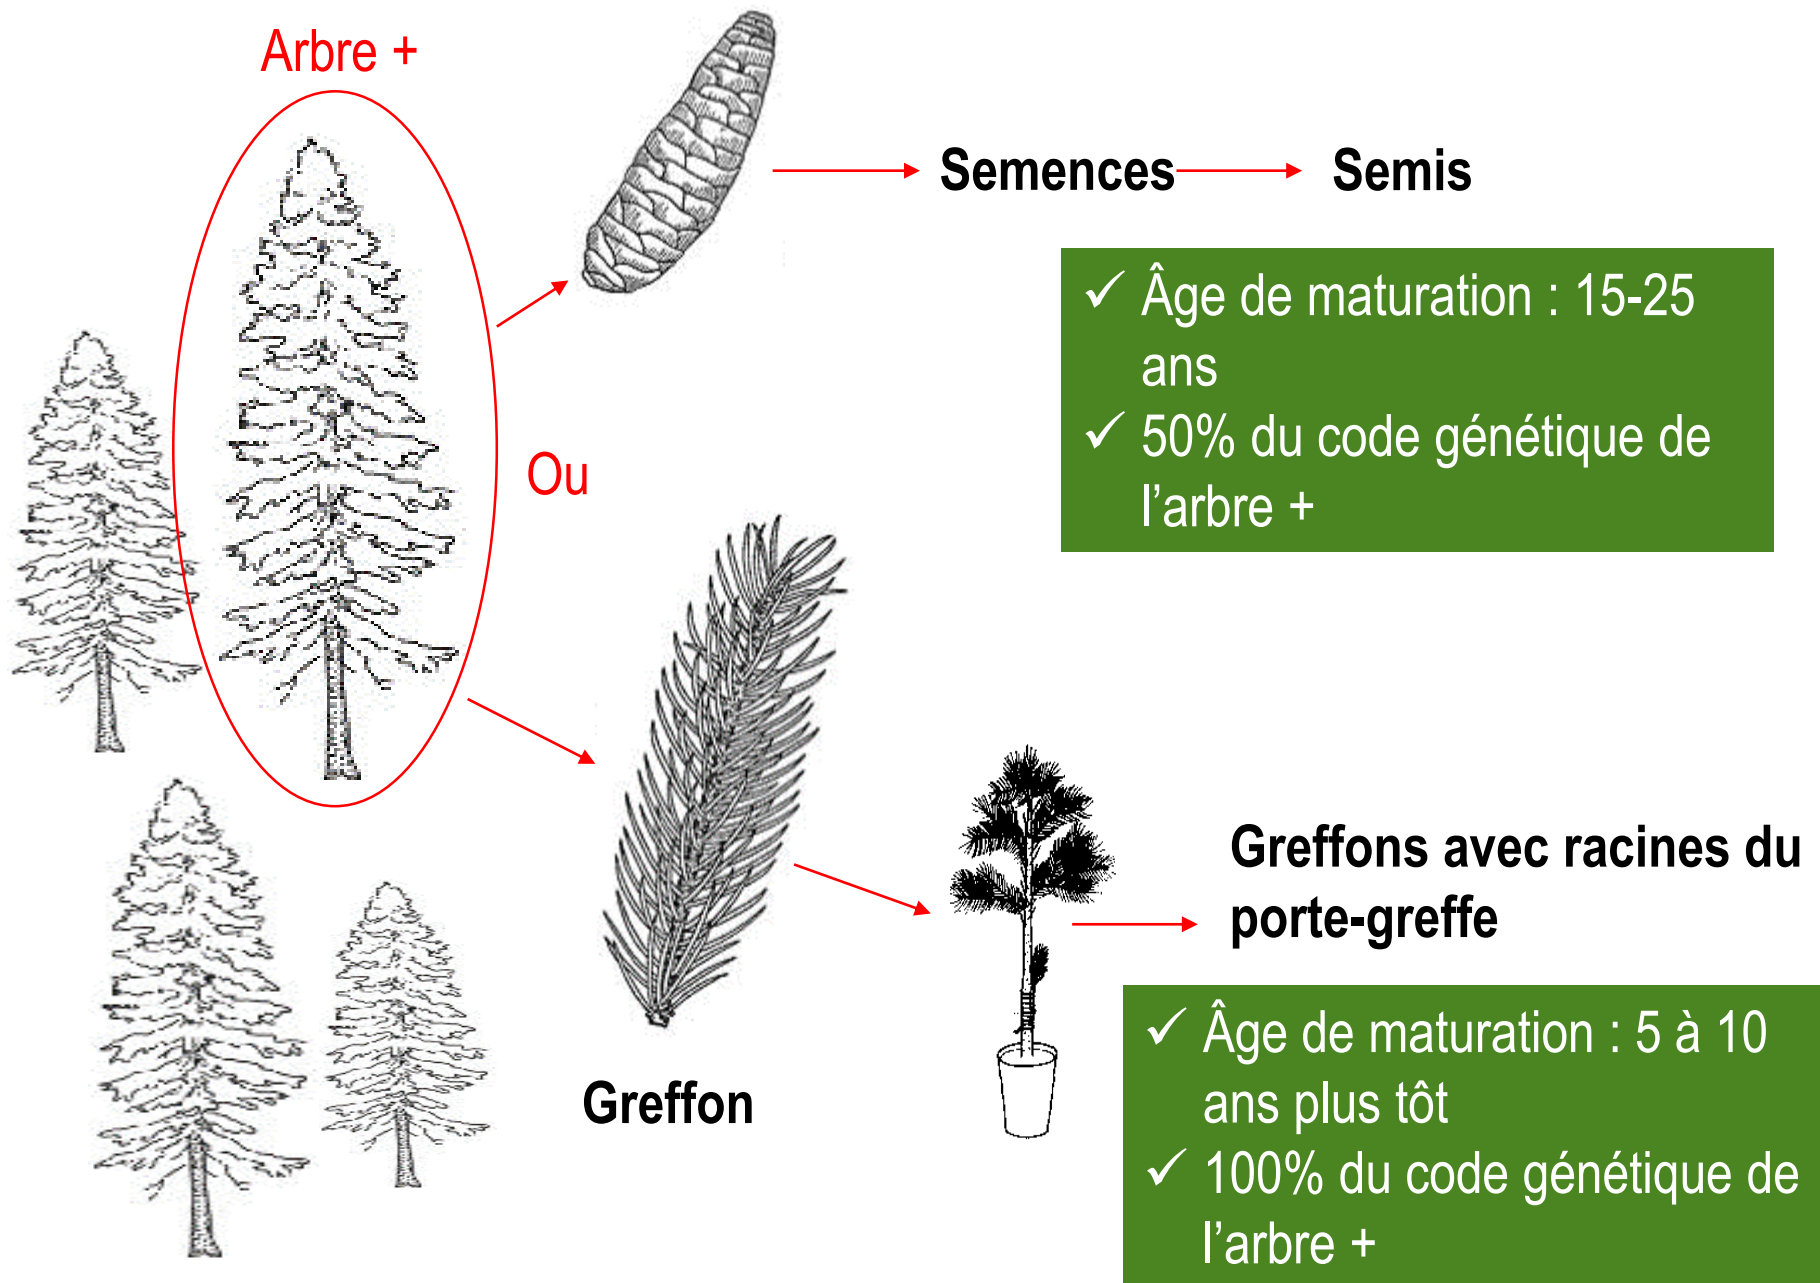 Arbre +
Semences
Semis
✓ Âge de maturation : 15-25
ans
✓ 50% du code génétique de
l’arbre +
Ou
Greffon
Greffons avec racines du
porte-greffe
✓ Âge de maturation : 5 à 10
ans plus tôt
✓ 100% du code génétique de
l’arbre +